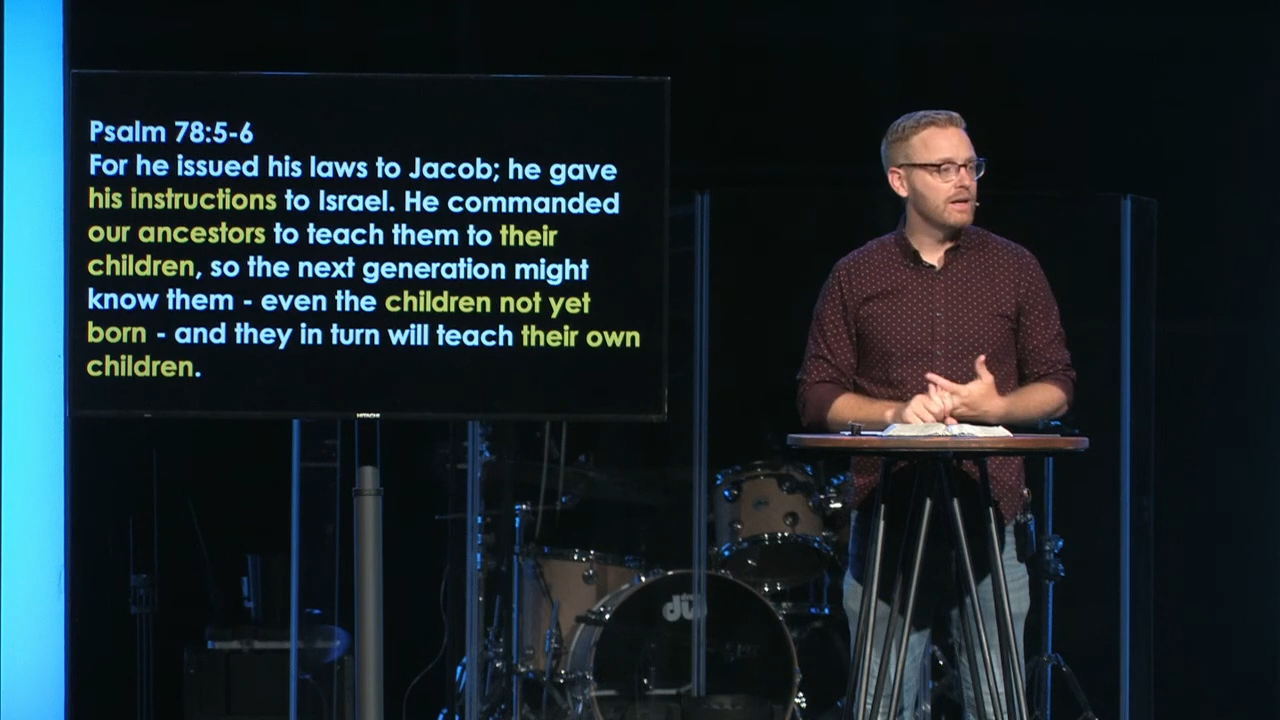 Psalm 78:5-6
For he issued his laws to Jacob; he gave
his instructions to Israel. He commanded
our ancestors to teach them to their
children, so the next generation might
know them - even the children not yet
born - and they in turn will teach their own
children.
HITACHI
dw